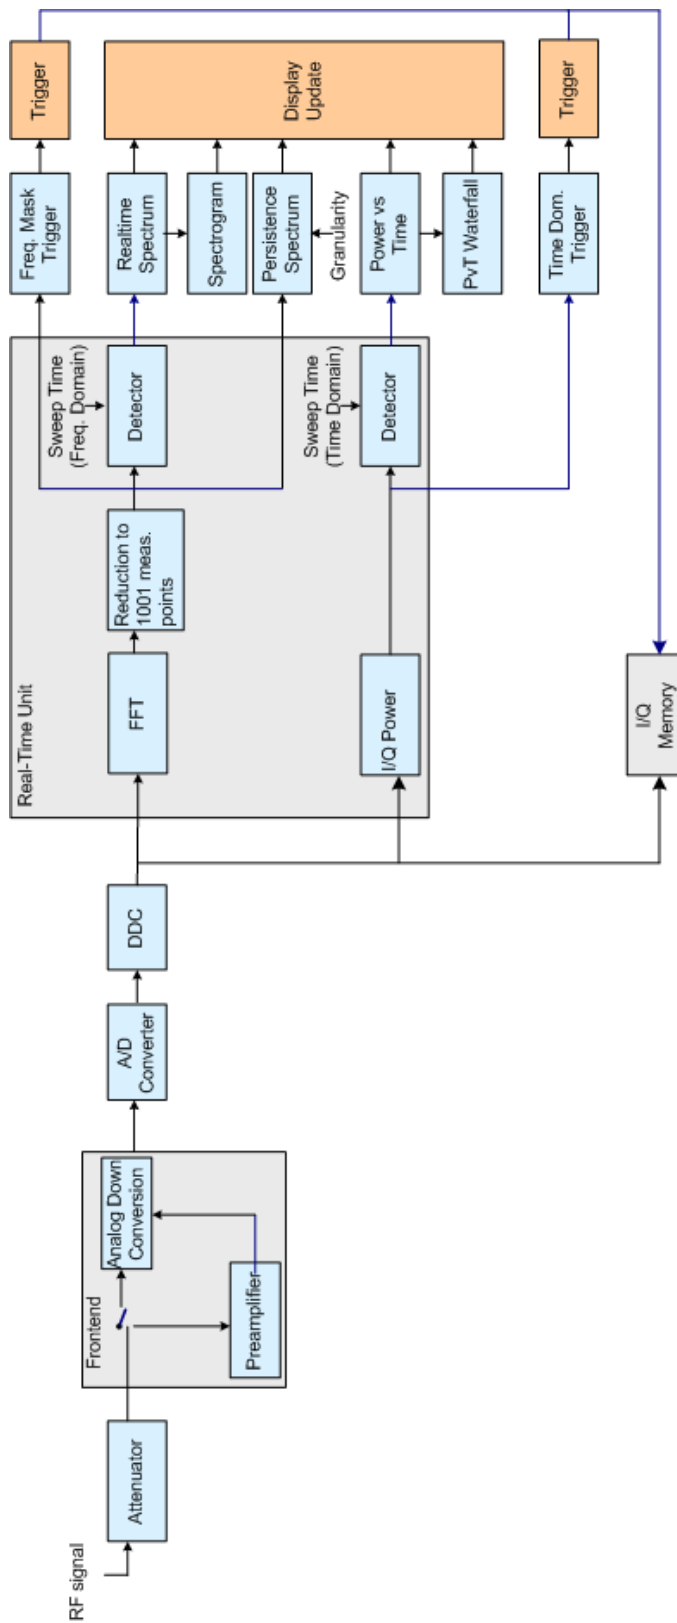 RF signal
Attenuator
Frontend
Preamplifier
Analog Down
Conversion
A/D
Converter
DDC
Real-Time Unit
FFT
Reduction to
1001 meas.
points
Sweep Time
(Freq. Domain)
Detector
I/Q Power
Sweep Time
(Time Domain)
Detector
I/Q
Memory
Freq. Mask
Trigger
Realtime
Spectrum
Spectrogram
Persistence
Spectrum
Granularity
Power vs
Time
PvT Waterfall
Time Dom.
Trigger
Trigger
Display
Update
Trigger